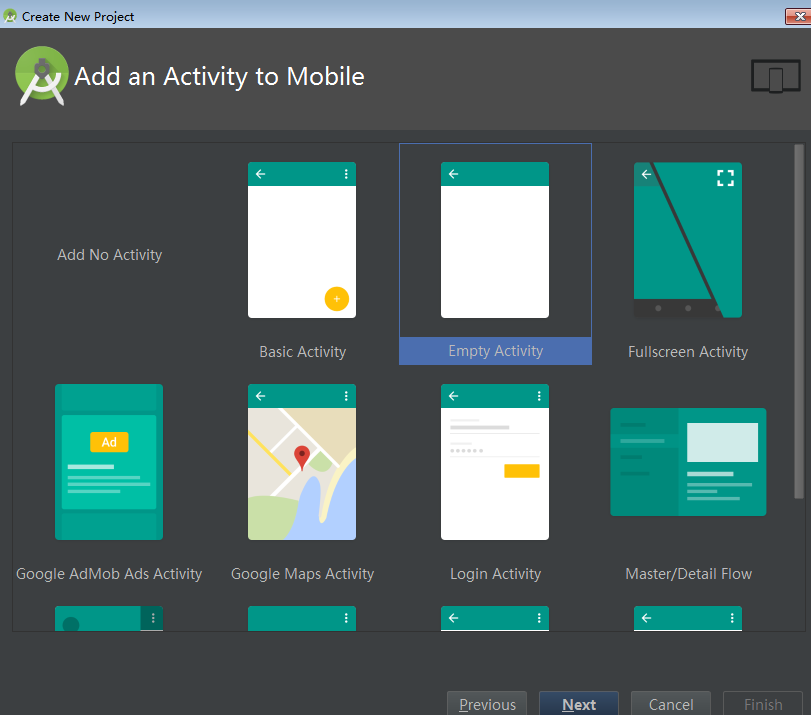 Create New Project
Add an Activity to Mobile
Add No Activity
Basic Activity
Empty Activity
Fullscreen Activity
Ad
Google AdMob Ads Activity
Google Maps Activity
Login Activity
Master/Detail Flow
Previous
Next
Cancel
Finish